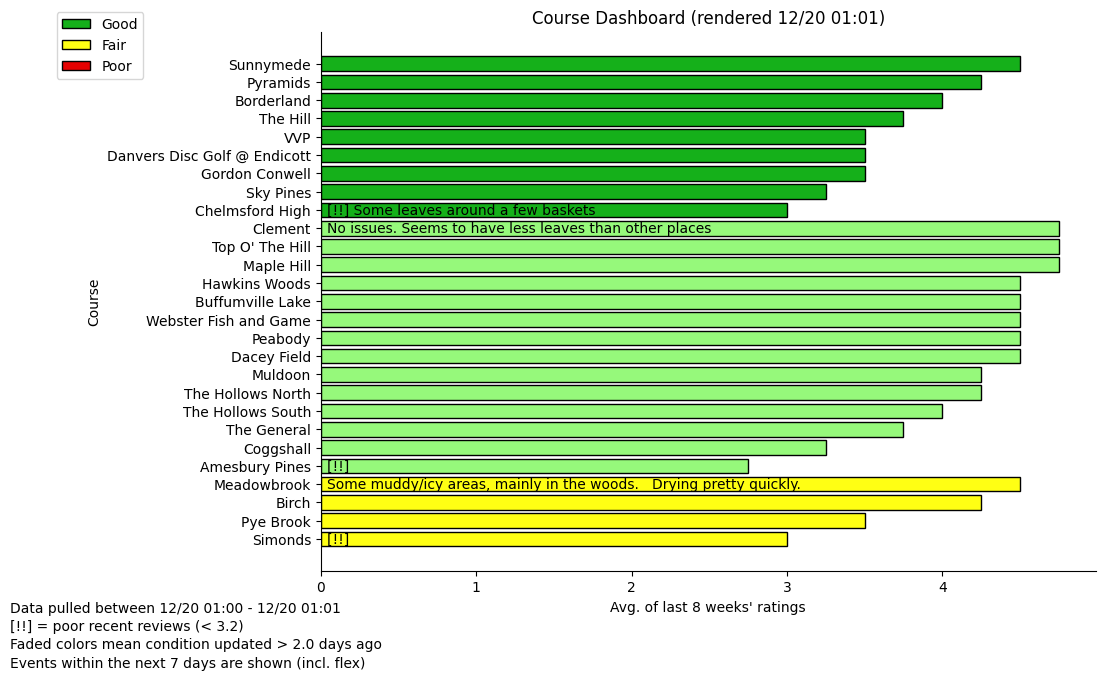 Course Dashboard (rendered 12/20 01:01)
Good
Fair
Poor
Course
Sunnymede
Pyramids
Borderland
The Hill
VVP
Danvers Disc Golf @ Endicott
Gordon Conwell
Sky Pines
Chelmsford High [!!] Some leaves around a few baskets
Clement No issues. Seems to have less leaves than other places
Top O' The Hill
Maple Hill
Hawkins Woods
Buffumville Lake
Webster Fish and Game
Peabody
Dacey Field
Muldoon
The Hollows North
The Hollows South
The General
Coggshall
Amesbury Pines [!!]
Meadowbrook Some muddy/icy areas, mainly in the woods.   Drying pretty quickly.
Birch
Pye Brook
Simonds [!!]
0 1 2 3 4
Avg. of last 8 weeks' ratings
Data pulled between 12/20 01:00 - 12/20 01:01
[!!] = poor recent reviews (< 3.2)
Faded colors mean condition updated > 2.0 days ago
Events within the next 7 days are shown (incl. flex)